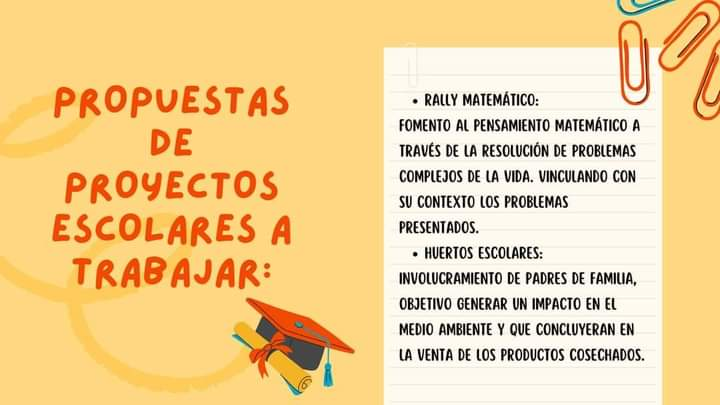 PROPUESTAS
DE
PROYECTOS
ESCOLARES A
TRABAJAR:
• RALLY MATEMÁTICO:
FOMENTO AL PENSAMIENTO MATEMÁTICO A
TRAVÉS DE LA RESOLUCIÓN DE PROBLEMAS
COMPLEJOS DE LA VIDA. VINCULANDO CON
SU CONTEXTO LOS PROBLEMAS
PRESENTADOS.
• HUERTOS ESCOLARES:
INVOLUCRAMIENTO DE PADRES DE FAMILIA,
OBJETIVO GENERAR UN IMPACTO EN EL
MEDIO AMBIENTE Y QUE CONCLUYERAN EN
LA VENTA DE LOS PRODUCTOS COSECHADOS.